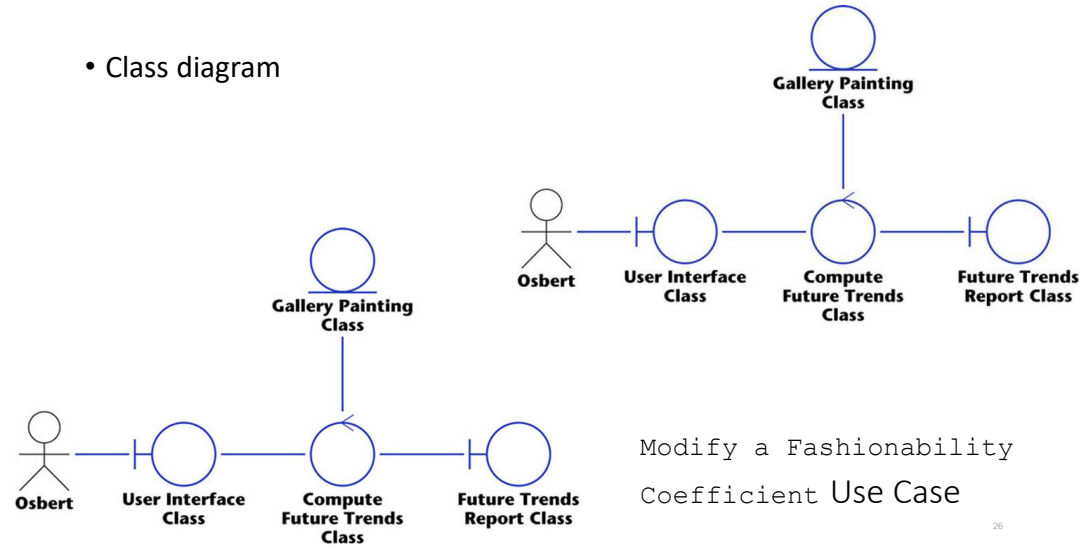 • Class diagram
Gallery Painting
Class
Osbert
User Interface
Class
Compute
Future Trends
Class
Future Trends
Report Class
Gallery Painting
Class
Osbert
User Interface
Class
Compute
Future Trends
Class
Future Trends
Report Class
Modify a Fashionability
Coefficient Use Case
26